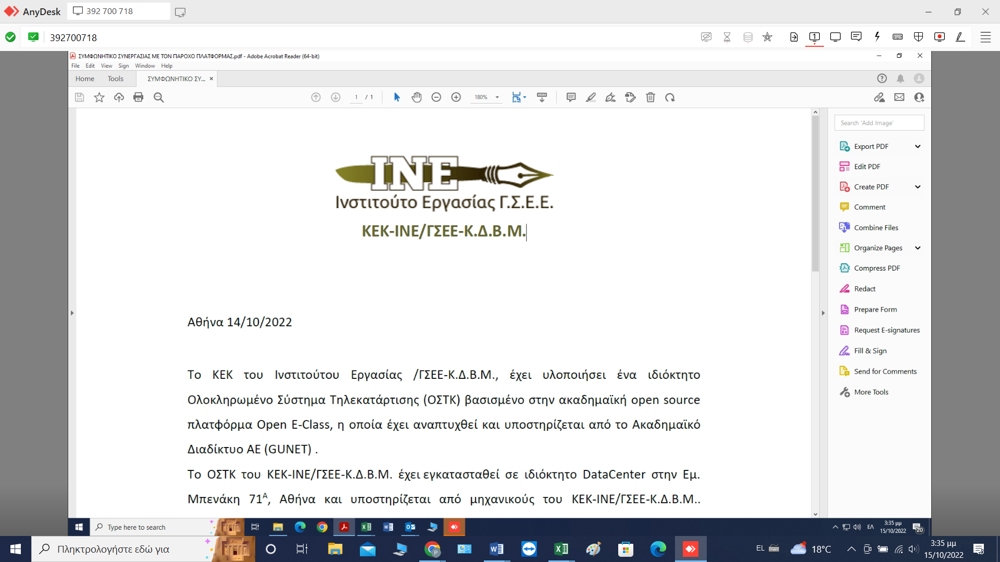 AnyDesk
392 700 718
392700718
1
ΣΥΜΦΩΝΗΤΙΚΟ ΣΥΝΕΡΓΑΣΙΑΣ ΜΕ ΤΟΝ ΠΑΡΟΧΟ ΠΛΑΤΦΟΡΜΑΣ.pdf - Adobe Acrobat Reader (64-bit)
File Edit View Sign Window Help
Home Tools ΣΥΜΦΩΝΗΤΙΚΟ ΣΥ...
1 / 1 180%
Search 'Add Image'
Export PDF
Edit PDF
Create PDF
Comment
Combine Files
Organize Pages
Compress PDF
Redact
Prepare Form
Request E-signatures
Fill & Sign
Send for Comments
More Tools
ΙΝΕ
Ινστιτούτο Εργασίας Γ.Σ.Ε.Ε.
ΚΕΚ-ΙΝΕ/ΓΣΕΕ-Κ.Δ.Β.Μ.
Αθήνα 14/10/2022
Το ΚΕΚ του Ινστιτούτου Εργασίας /ΓΣΕΕ-Κ.Δ.Β.Μ., έχει υλοποιήσει ένα ιδιόκτητο
Ολοκληρωμένο Σύστημα Τηλεκατάρτισης (ΟΣΤΚ) βασισμένο στην ακαδημαϊκή open source
πλατφόρμα Open E-Class, η οποία έχει αναπτυχθεί και υποστηρίζεται από το Ακαδημαϊκό
Διαδίκτυο ΑΕ (GUNET) .
Το ΟΣΤΚ του ΚΕΚ-ΙΝΕ/ΓΣΕΕ-Κ.Δ.Β.Μ. έχει εγκατασταθεί σε ιδιόκτητο DataCenter στην Εμ.
Μπενάκη 71Α, Αθήνα και υποστηρίζεται από μηχανικούς του ΚΕΚ-ΙΝΕ/ΓΣΕΕ-Κ.Δ.Β.Μ..
Type here to search
ΕΛ
3:35 μμ
15/10/2022
20
Πληκτρολογήστε εδώ για
EL
18°C
3:35 μμ
15/10/2022